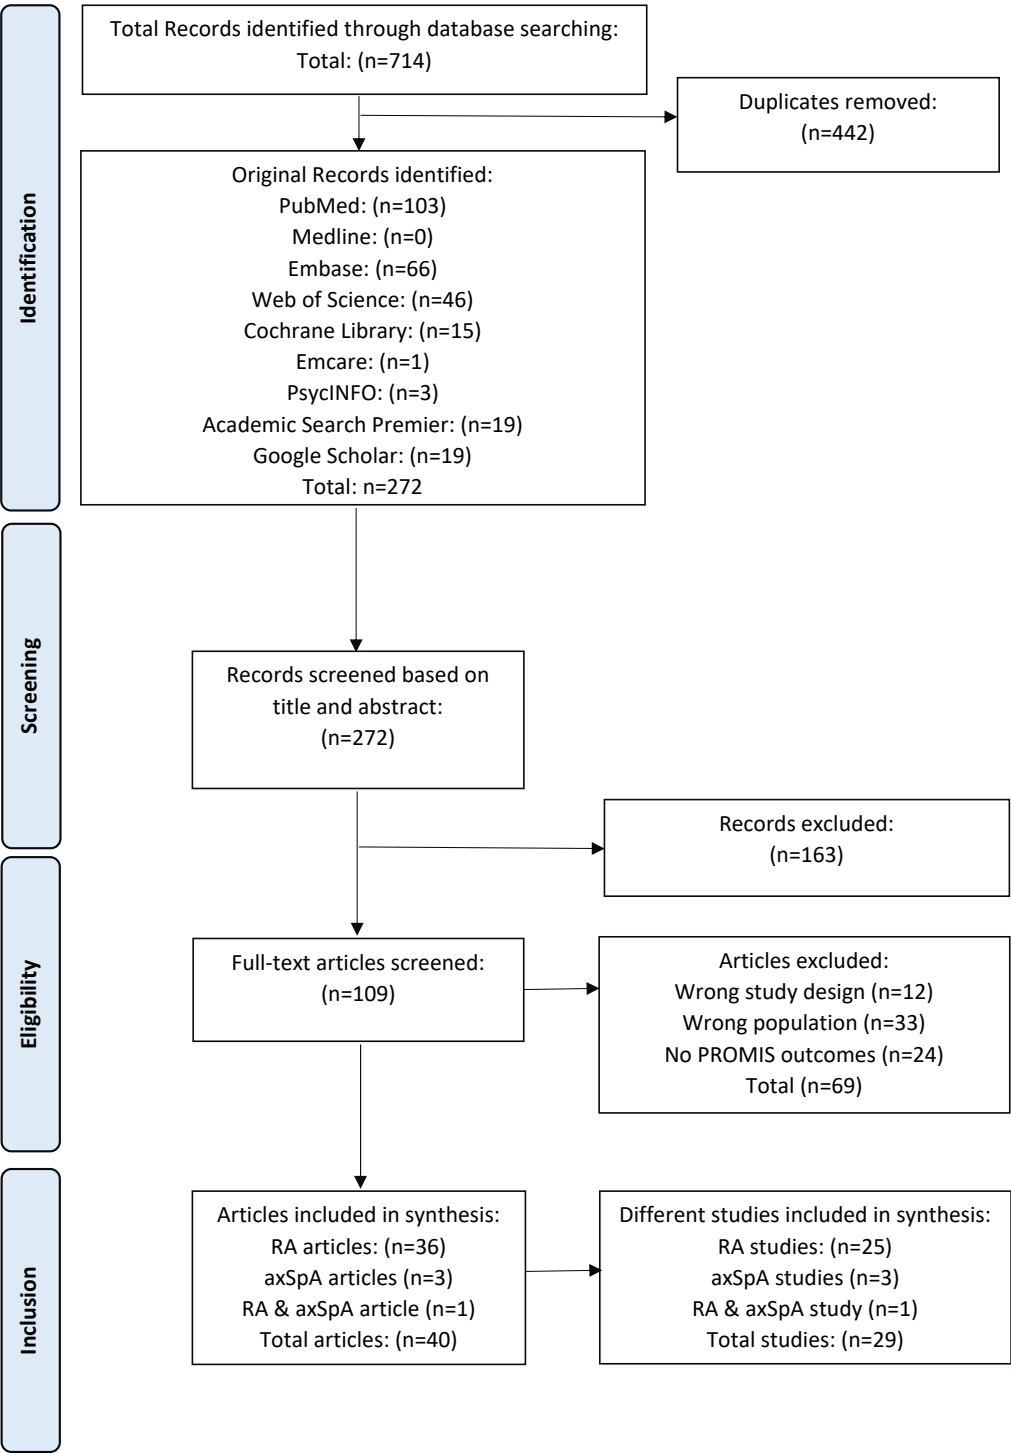 Identification
Total Records identified through database searching:
Total: (n=714)
Duplicates removed:
(n=442)
Original Records identified:
PubMed: (n=103)
Medline: (n=0)
Embase: (n=66)
Web of Science: (n=46)
Cochrane Library: (n=15)
Emcare: (n=1)
PsycINFO: (n=3)
Academic Search Premier: (n=19)
Google Scholar: (n=19)
Total: n=272
Screening
Records screened based on
title and abstract:
(n=272)
Records excluded:
(n=163)
Eligibility
Full-text articles screened:
(n=109)
Articles excluded:
Wrong study design (n=12)
Wrong population (n=33)
No PROMIS outcomes (n=24)
Total (n=69)
Inclusion
Articles included in synthesis:
RA articles: (n=36)
axSpA articles (n=3)
RA & axSpA article (n=1)
Total articles: (n=40)
Different studies included in synthesis:
RA studies: (n=25)
axSpA studies (n=3)
RA & axSpA study (n=1)
Total studies: (n=29)